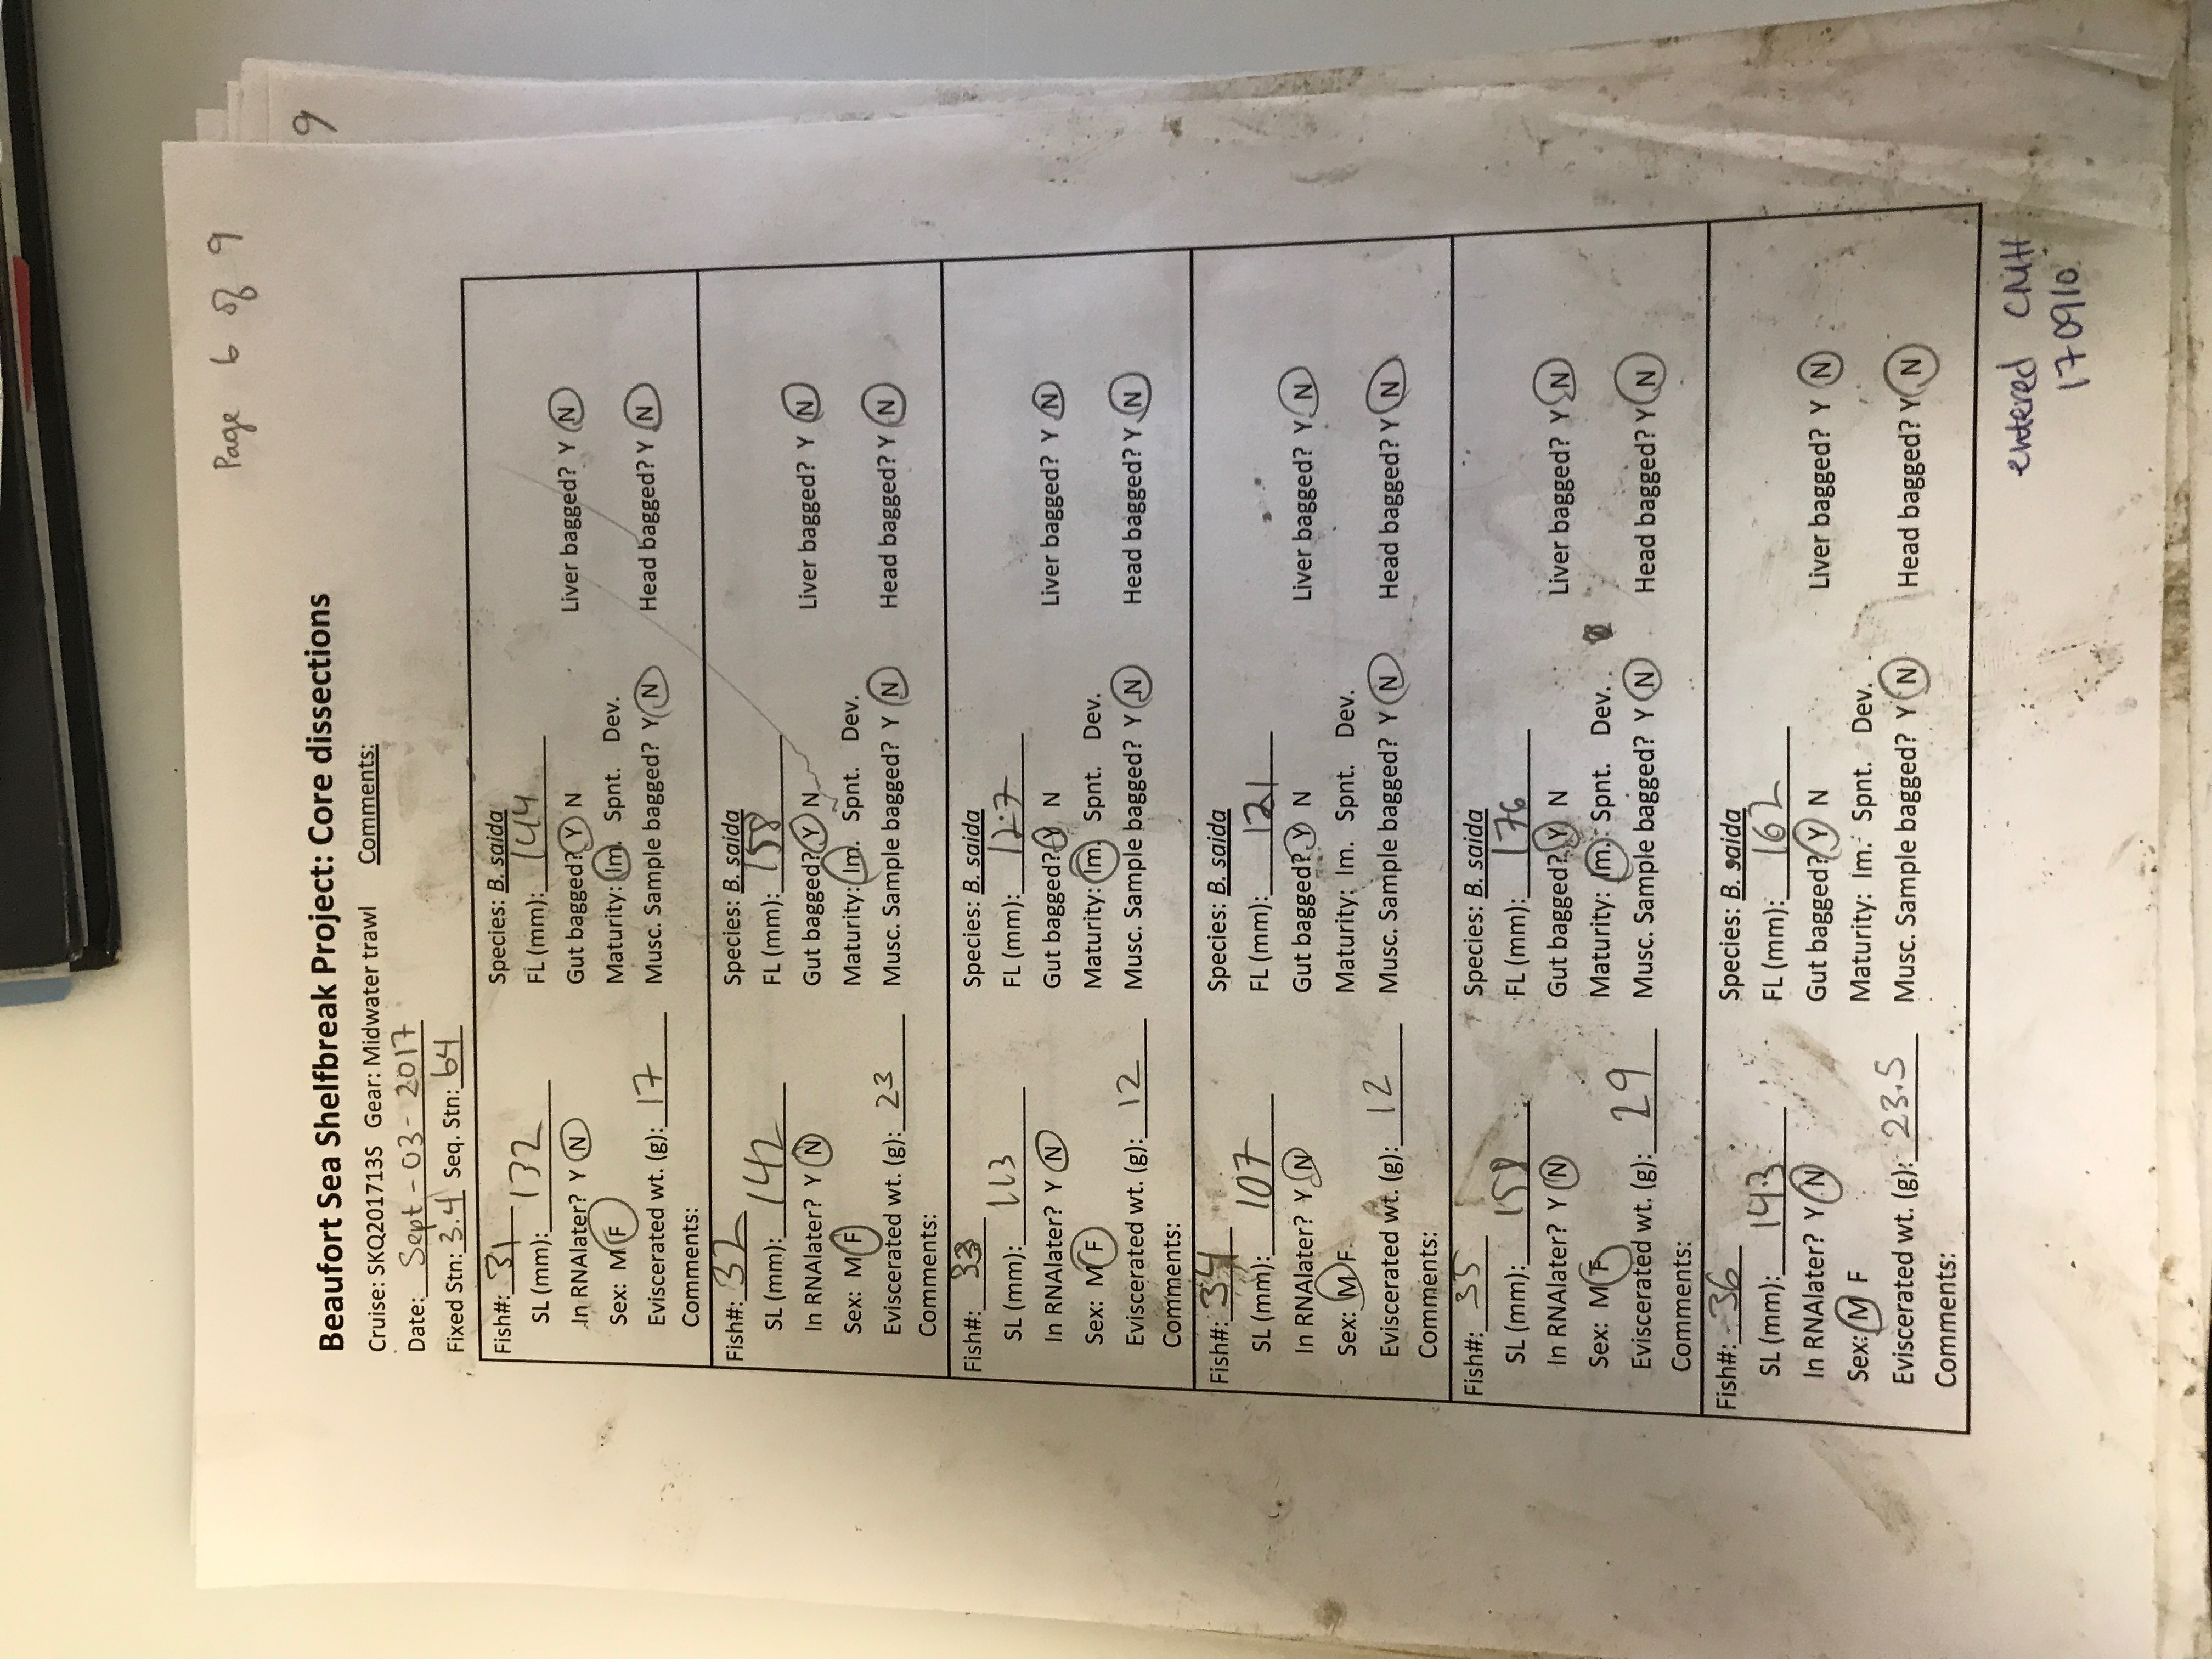 Page 6 of 9
9
Beaufort Sea Shelfbreak Project: Core dissections
Cruise: SKQ201713S Gear: Midwater trawl Comments:
Date: Sept-03-2017
Fixed Stn: 3.4 Seq. Stn: 64
Fish#: 31 Species: B. saida
SL (mm): 132 FL (mm): 144
In RNAlater? Y N Gut bagged? Y N Liver bagged? Y N
Sex: M F Maturity: Im. Spnt. Dev.
Eviscerated wt. (g): 17 Musc. Sample bagged? Y N Head bagged? Y N
Comments:
Fish#: 32 Species: B. saida
SL (mm): 142 FL (mm): 158
In RNAlater? Y N Gut bagged? Y N Liver bagged? Y N
Sex: M F Maturity: Im. Spnt. Dev.
Eviscerated wt. (g): 23 Musc. Sample bagged? Y N Head bagged? Y N
Comments:
Fish#: 33 Species: B. saida
SL (mm): 113 FL (mm): 127
In RNAlater? Y N Gut bagged? Y N Liver bagged? Y N
Sex: M F Maturity: Im. Spnt. Dev.
Eviscerated wt. (g): 12 Musc. Sample bagged? Y N Head bagged? Y N
Comments:
Fish#: 34 Species: B. saida
SL (mm): 107 FL (mm): 121
In RNAlater? Y N Gut bagged? Y N Liver bagged? Y N
Sex: M F Maturity: Im. Spnt. Dev.
Eviscerated wt. (g): 12 Musc. Sample bagged? Y N Head bagged? Y N
Comments:
Fish#: 35 Species: B. saida
SL (mm): 158 FL (mm): 176
In RNAlater? Y N Gut bagged? Y N Liver bagged? Y N
Sex: M F Maturity: Im. Spnt. Dev.
Eviscerated wt. (g): 29 Musc. Sample bagged? Y N Head bagged? Y N
Comments:
Fish#: 36 Species: B. saida
SL (mm): 143 FL (mm): 162
In RNAlater? Y N Gut bagged? Y N Liver bagged? Y N
Sex: M F Maturity: Im. Spnt. Dev.
Eviscerated wt. (g): 23.5 Musc. Sample bagged? Y N Head bagged? Y N
Comments:
entered CMH
170910